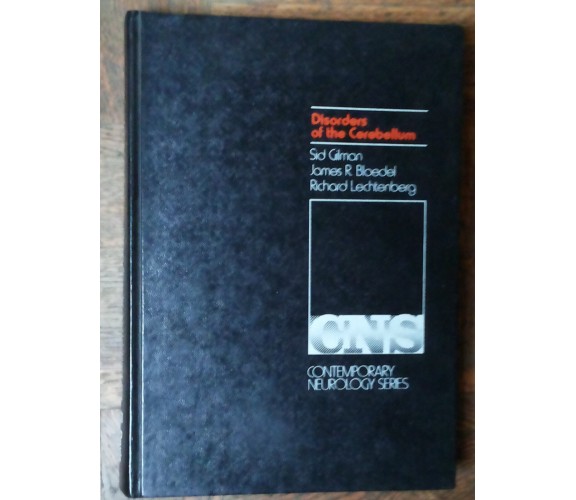 Disorders
of the Cerebellum
Sid Gilman
James R. Bloedel
Richard Lechtenberg
CNS
CONTEMPORARY
NEUROLOGY SERIES